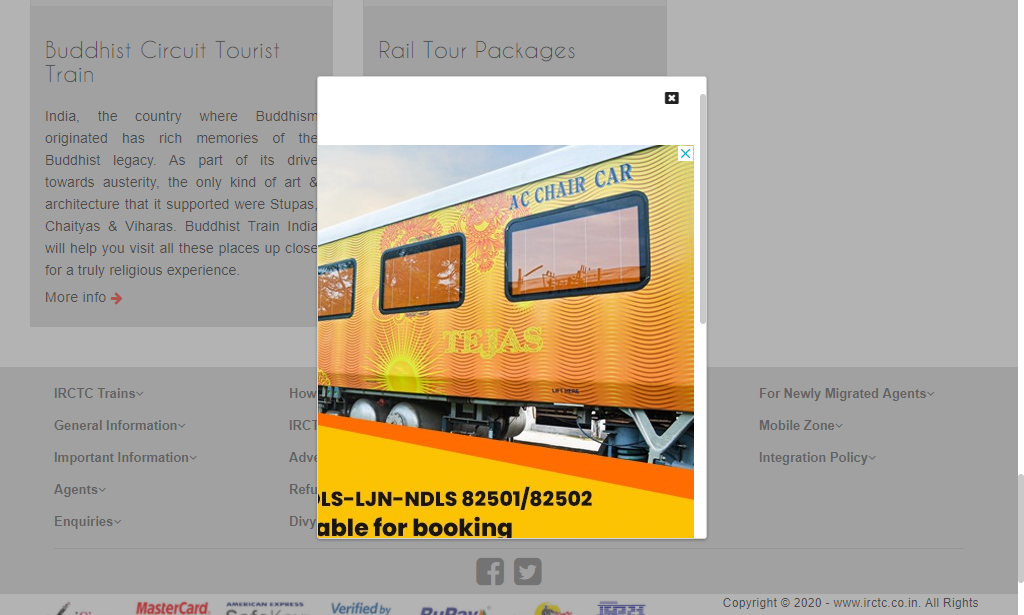 Buddhist Circuit Tourist
Train
India, the country where Buddhism
originated has rich memories of the
Buddhist legacy. As part of its drive
towards austerity, the only kind of art &
architecture that it supported were Stupas,
Chaityas & Viharas. Buddhist Train India
will help you visit all these places up close
for a truly religious experience.
More info
Rail Tour Packages
AC CHAIR CAR
TEJAS
LIFT HERE
DLS-LJN-NDLS 82501/82502
able for booking
IRCTC Trains
General Information
Important Information
Agents
Enquiries
How
IRCT
Adve
Refu
Divy
For Newly Migrated Agents
Mobile Zone
Integration Policy
MasterCard
AMERICAN EXPRESS
SafeKey
Verified by
RuPay
Copyright © 2020 - www.irctc.co.in. All Rights